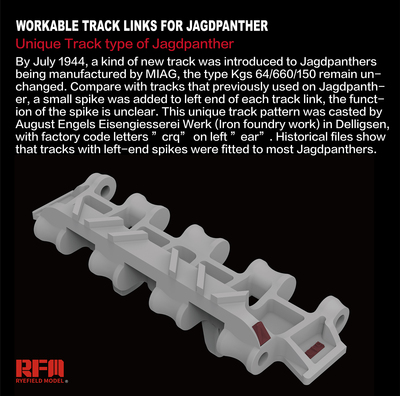 WORKABLE TRACK LINKS FOR JAGDPANTHER
Unique Track type of Jagdpanther
By July 1944, a kind of new track was introduced to Jagdpanthers
being manufactured by MIAG, the type Kgs 64/660/150 remain un-
changed. Compare with tracks that previously used on Jagdpanth-
er, a small spike was added to left end of each track link, the funct-
ion of the spike is unclear. This unique track pattern was casted by
August Engels Eisengiesserei Werk (Iron foundry work) in Delligsen,
with factory code letters ” crq” on left ” ear” . Historical files show
that tracks with left-end spikes were fitted to most Jagdpanthers.
RFM
RYEFIELD MODEL®